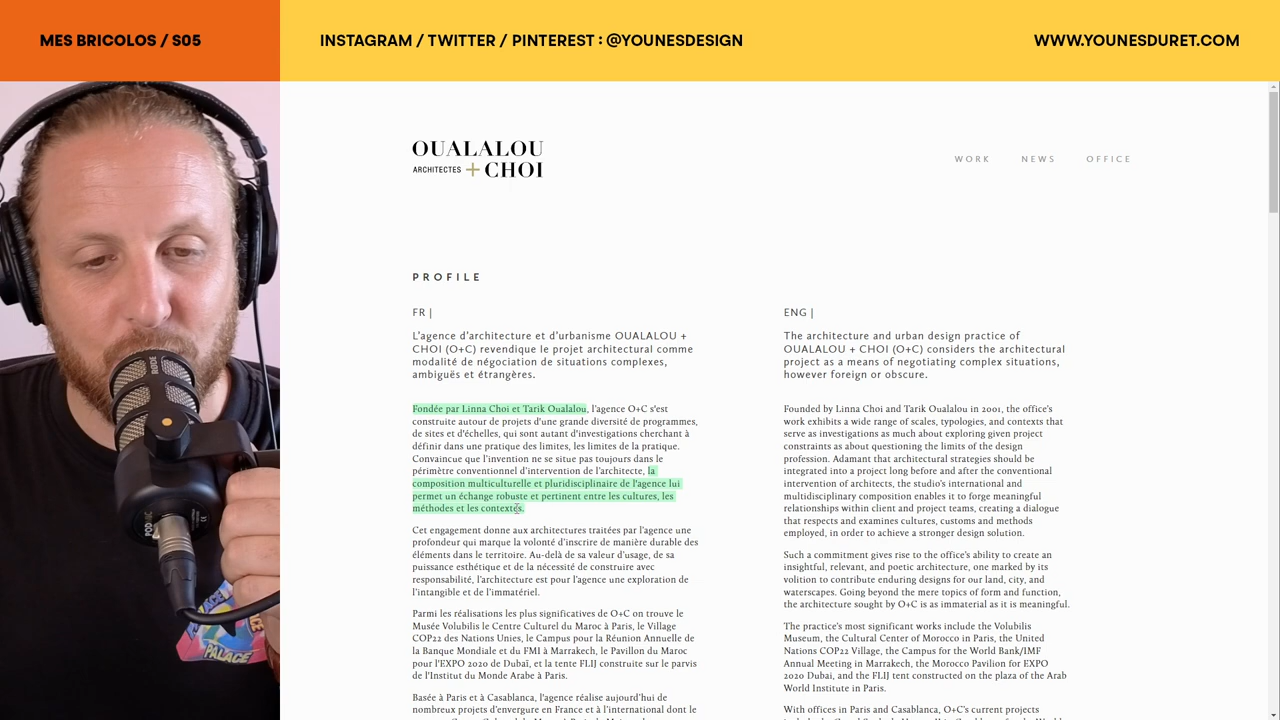 MES BRICOLOS / S05
INSTAGRAM / TWITTER / PINTEREST : @YOUNESDESIGN
WWW.YOUNESDURET.COM
OUALALOU
ARCHITECTES + CHOI
WORK NEWS OFFICE
PROFILE
FR |
L'agence d'architecture et d'urbanisme OUALALOU +
CHOI (O+C) revendique le projet architectural comme
modalité de négociation de situations complexes,
ambiguës et étrangères.
Fondée par Linna Choi et Tarik Oualalou, l'agence O+C s'est
construite autour de projets d'une grande diversité de programmes,
de sites et d'échelles, qui sont autant d'investigations cherchant à
définir dans une pratique des limites, les limites de la pratique.
Convaincue que l'invention ne se situe pas toujours dans le
périmètre conventionnel d'intervention de l'architecte, la
composition multiculturelle et pluridisciplinaire de l'agence lui
permet un échange robuste et pertinent entre les cultures, les
méthodes et les contextes.
Cet engagement donne aux architectures traitées par l'agence une
profondeur qui marque la volonté d'inscrire de manière durable des
éléments dans le territoire. Au-delà de sa valeur d'usage, de sa
puissance esthétique et de la nécessité de construire avec
responsabilité, l'architecture est pour l'agence une exploration de
l'intangible et de l'immatériel.
Parmi les réalisations les plus significatives de O+C on trouve le
Musée Volubilis le Centre Culturel du Maroc à Paris, le Village
COP22 des Nations Unies, le Campus pour la Réunion Annuelle de
la Banque Mondiale et du FMI à Marrakech, le Pavillon du Maroc
pour l'EXPO 2020 de Dubaï, et la tente FIIJ construite sur le parvis
de l'Institut du Monde Arabe à Paris.
Basée à Paris et à Casablanca, l'agence réalise aujourd'hui de
nombreux projets d'envergure en France et à l'international dont le
ENG |
The architecture and urban design practice of
OUALALOU + CHOI (O+C) considers the architectural
project as a means of negotiating complex situations,
however foreign or obscure.
Founded by Linna Choi and Tarik Oualalou in 2001, the office's
work exhibits a wide range of scales, typologies, and contexts that
serve as investigations as much about exploring given project
constraints as about questioning the limits of the design
profession. Adamant that architectural strategies should be
integrated into a project long before and after the conventional
intervention of architects, the studio's international and
multidisciplinary composition enables it to forge meaningful
relationships within client and project teams, creating a dialogue
that respects and examines cultures, customs and methods
employed, in order to achieve a stronger design solution.
Such a commitment gives rise to the office's ability to create an
insightful, relevant, and poetic architecture, one marked by its
volition to contribute enduring designs for our land, city, and
waterscapes. Going beyond the mere topics of form and function,
the architecture sought by O+C is as immaterial as it is meaningful.
The practice's most significant works include the Volubilis
Museum, the Cultural Center of Morocco in Paris, the United
Nations COP22 Village, the Campus for the World Bank/IMF
Annual Meeting in Marrakech, the Morocco Pavilion for EXPO
2020 Dubai, and the FIIJ tent constructed on the plaza of the Arab
World Institute in Paris.
With offices in Paris and Casablanca, O+C's current projects
RODE
PODMIC
PALACE